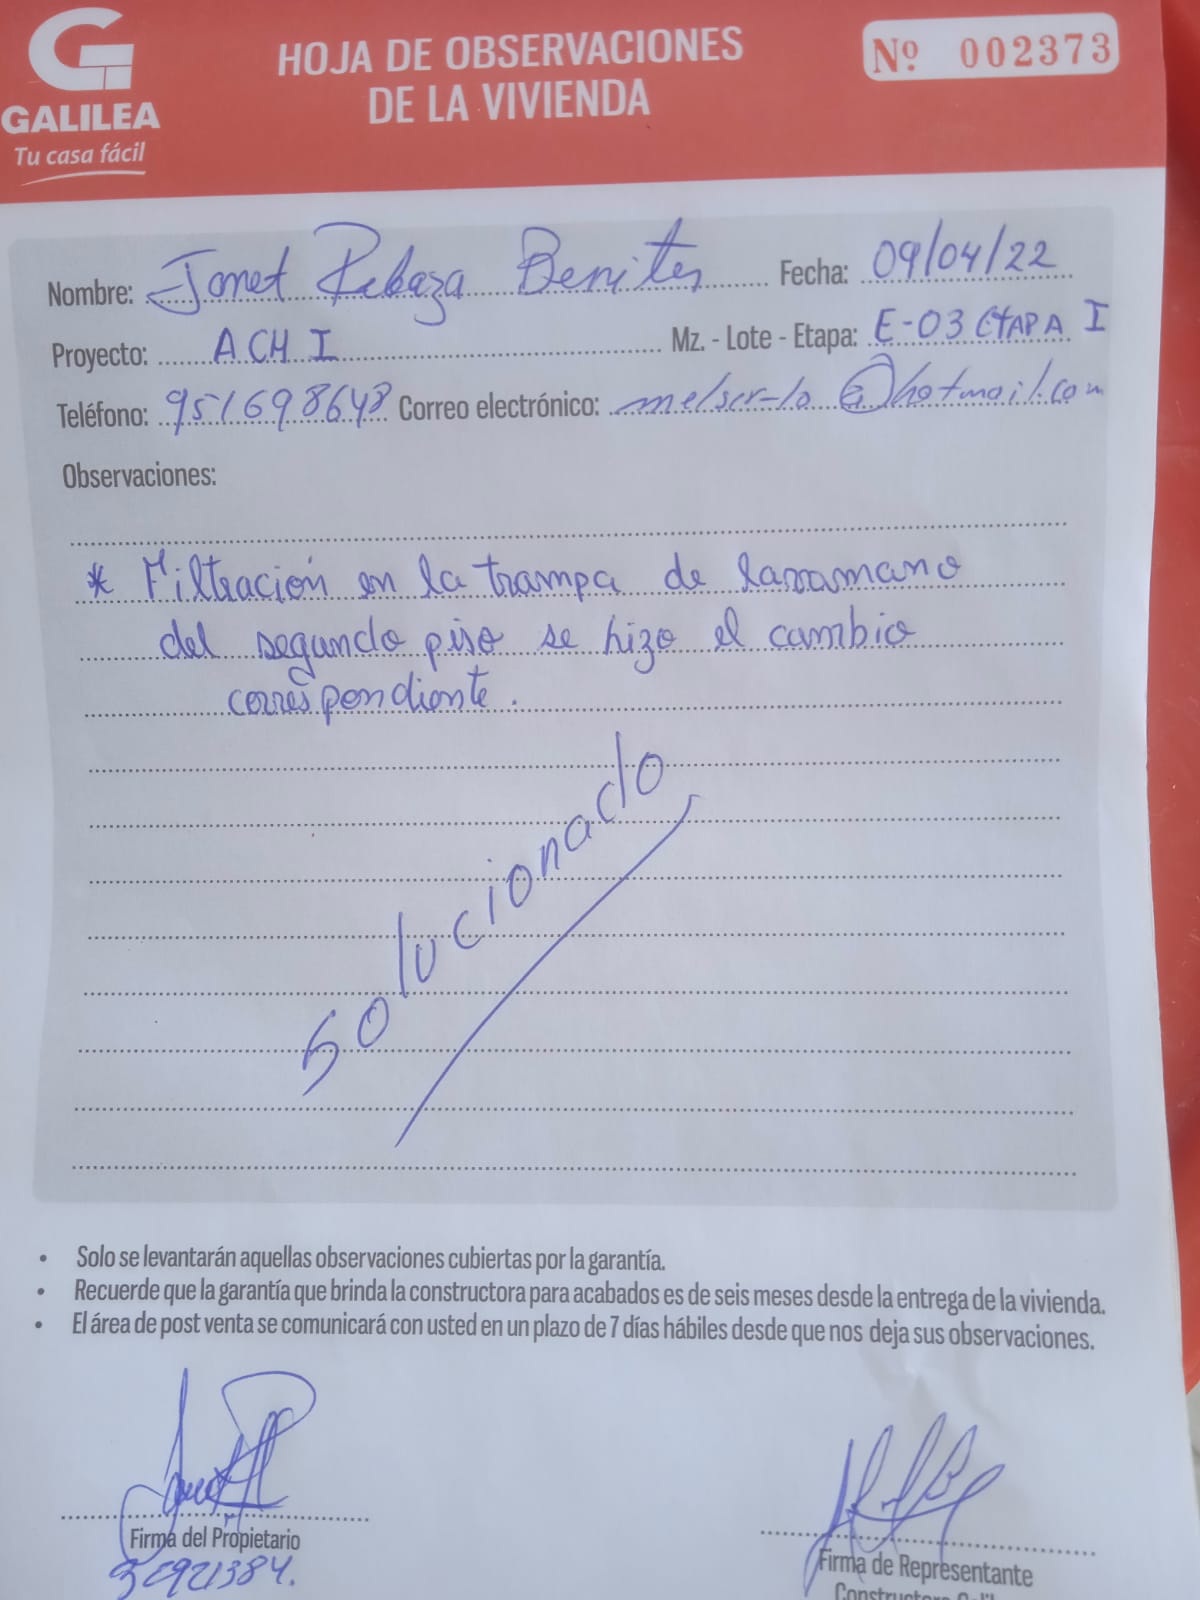 GALILEA
Tu casa fácil
HOJA DE OBSERVACIONES
DE LA VIVIENDA
Nº 002373
Nombre: Janet Rebaza Benites Fecha: 09/04/22
Proyecto: ACH I Mz. - Lote - Etapa: E-03 ETAPA I
Teléfono: 951698648 Correo electrónico: @hotmail.com
Observaciones:
* Filtración en la trampa de lavamano
del segundo piso se hizo el cambio
correspondiente.
solucionado
• Solo se levantarán aquellas observaciones cubiertas por la garantía.
• Recuerde que la garantía que brinda la constructora para acabados es de seis meses desde la entrega de la vivienda.
• El área de post venta se comunicará con usted en un plazo de 7 días hábiles desde que nos deja sus observaciones.
Firma del Propietario
Firma de Representante
Constructora